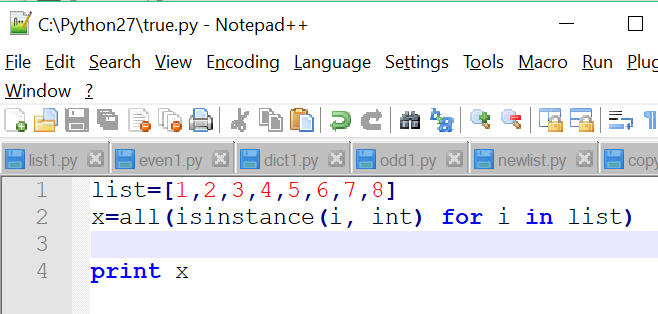 C:\Python27\true.py - Notepad++
File Edit Search View Encoding Language Settings Tools Macro Run Plug
Window ?
list1.py even1.py dict1.py odd1.py newlist.py copy
1 list=[1,2,3,4,5,6,7,8]
2 x=all(isinstance(i, int) for i in list)
3
4 print x